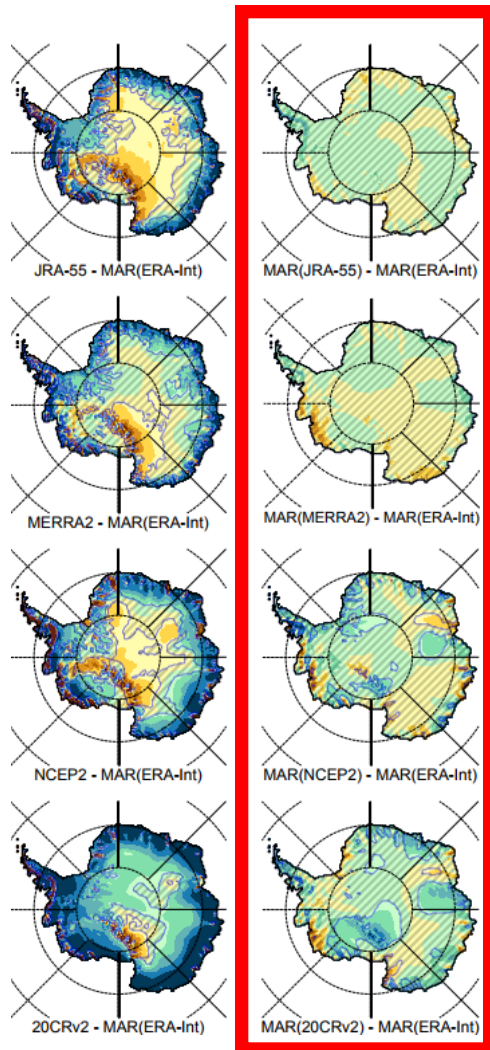 JRA-55 - MAR(ERA-Int)
MAR(JRA-55) - MAR(ERA-Int)
MERRA2 - MAR(ERA-Int)
MAR(MERRA2) - MAR(ERA-Int)
NCEP2 - MAR(ERA-Int)
MAR(NCEP2) - MAR(ERA-Int)
20CRv2 - MAR(ERA-Int)
MAR(20CRv2) - MAR(ERA-Int)